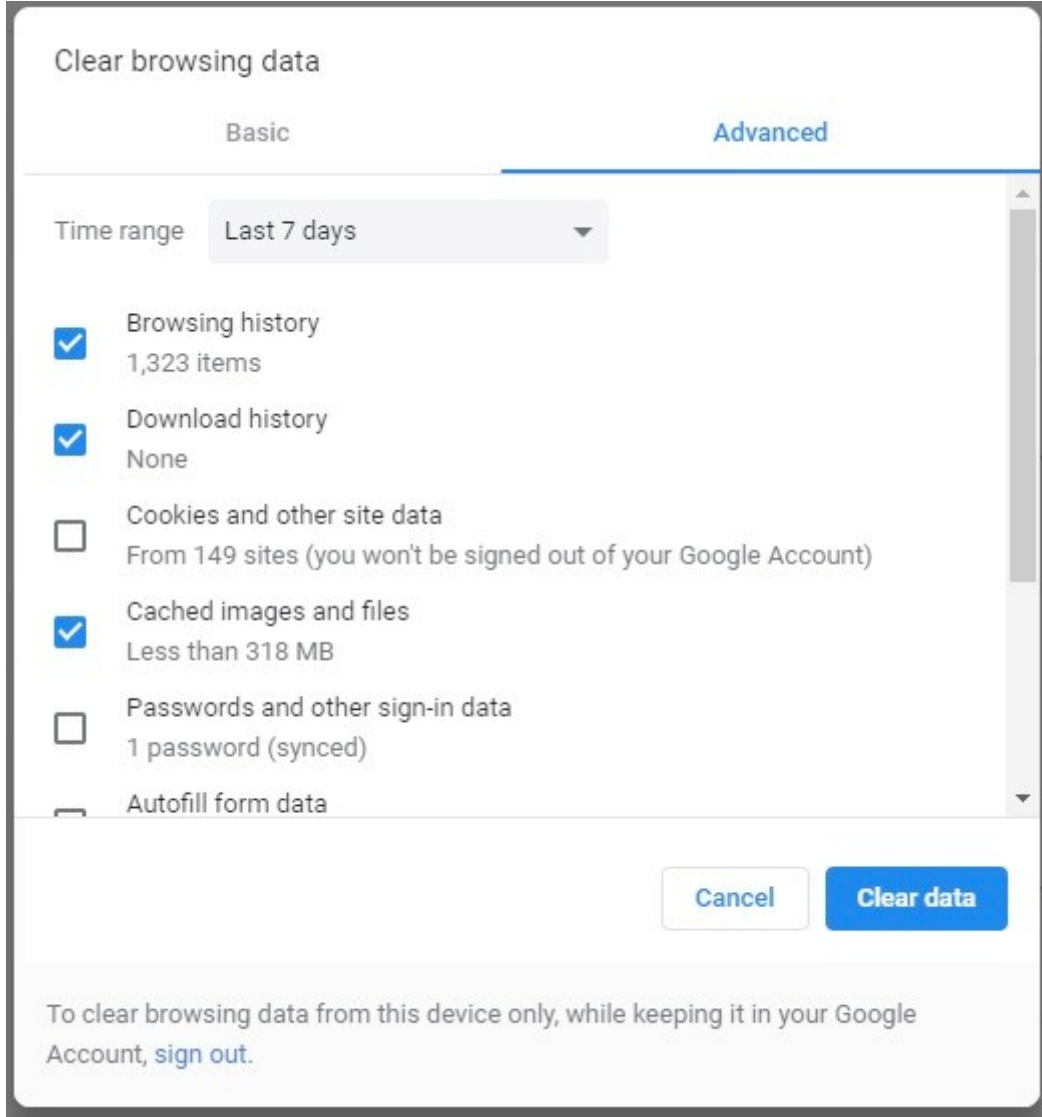 Clear browsing data
Basic
Advanced
Time range
Last 7 days
Browsing history
1,323 items
Download history
None
Cookies and other site data
From 149 sites (you won't be signed out of your Google Account)
Cached images and files
Less than 318 MB
Passwords and other sign-in data
1 password (synced)
Autofill form data
Cancel
Clear data
To clear browsing data from this device only, while keeping it in your Google
Account, sign out.